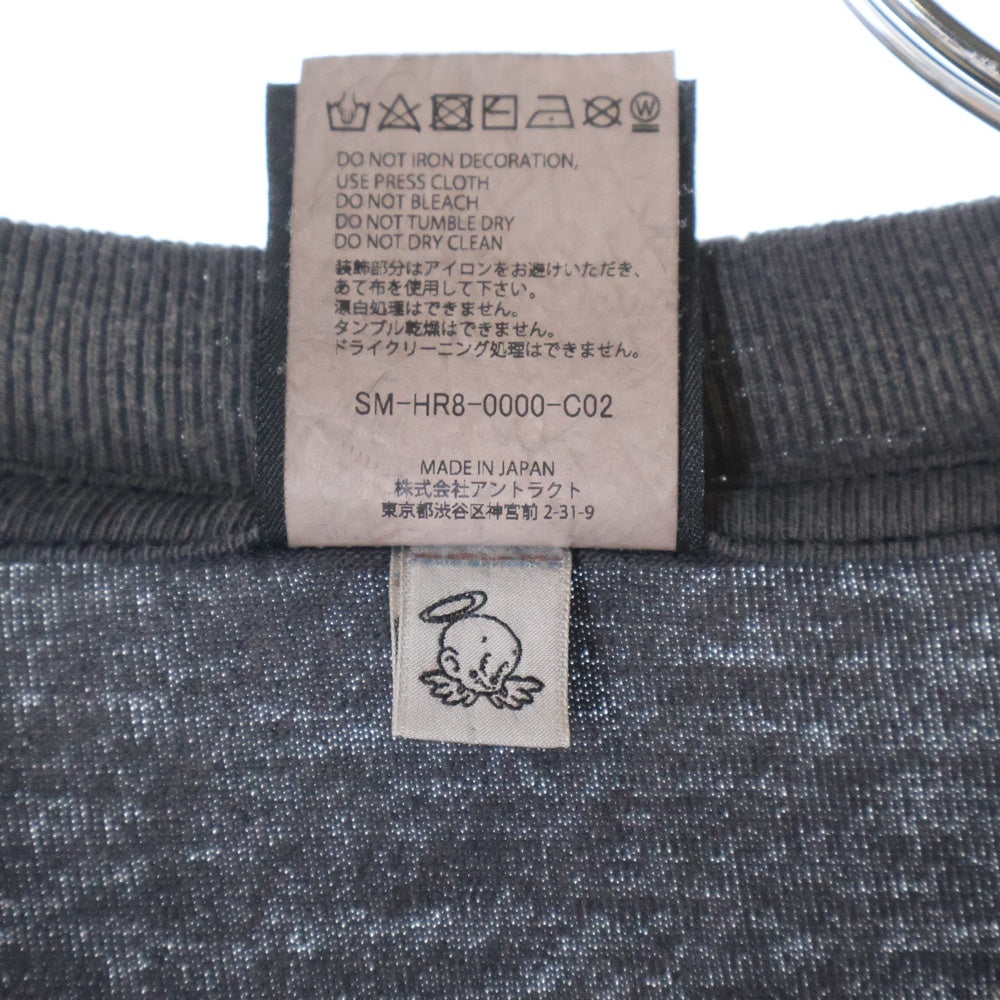 W
DO NOT IRON DECORATION,
USE PRESS CLOTH
DO NOT BLEACH
DO NOT TUMBLE DRY
DO NOT DRY CLEAN
装飾部分はアイロンをお避けいただき、
あて布を使用して下さい。
漂白処理はできません。
タンブル乾燥はできません。
ドライクリーニング処理はできません。
SM-HR8-0000-C02
MADE IN JAPAN
株式会社アントラクト
東京都渋谷区神宮前 2-31-9